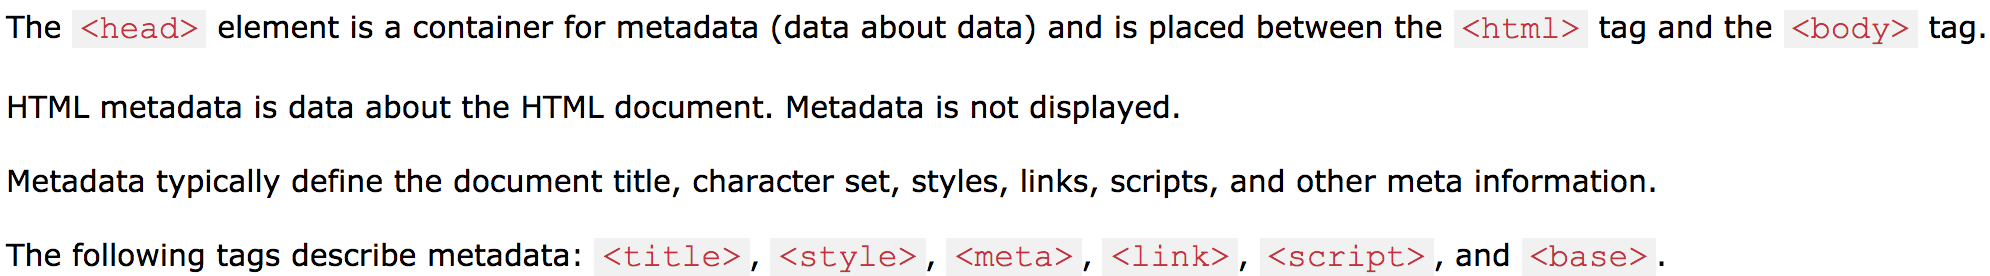 The <head> element is a container for metadata (data about data) and is placed between the <html> tag and the <body> tag.
HTML metadata is data about the HTML document. Metadata is not displayed.
Metadata typically define the document title, character set, styles, links, scripts, and other meta information.
The following tags describe metadata: <title>, <style>, <meta>, <link>, <script>, and <base>.